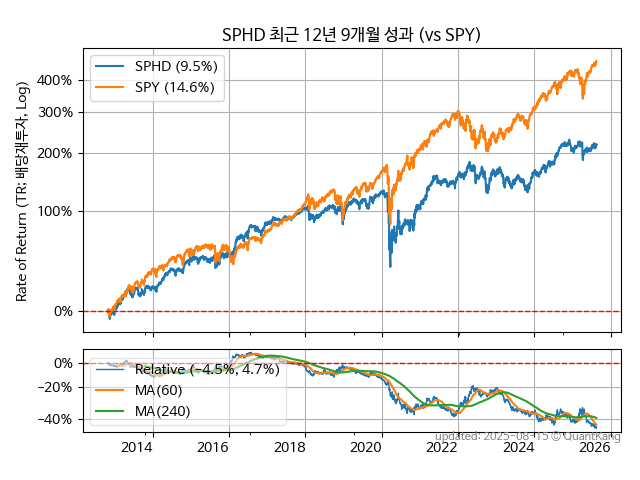 SPHD 최근 12년 9개월 성과 (vs SPY)
Rate of Return (TR; 배당재투자, Log)
SPHD (9.5%)
SPY (14.6%)
400%
300%
200%
100%
0%
Relative (−4.5%, 4.7%)
MA(60)
MA(240)
0%
−20%
−40%
2014 2016 2018 2020 2022 2024 2026
updated: 2025-08-15 © QuantKang